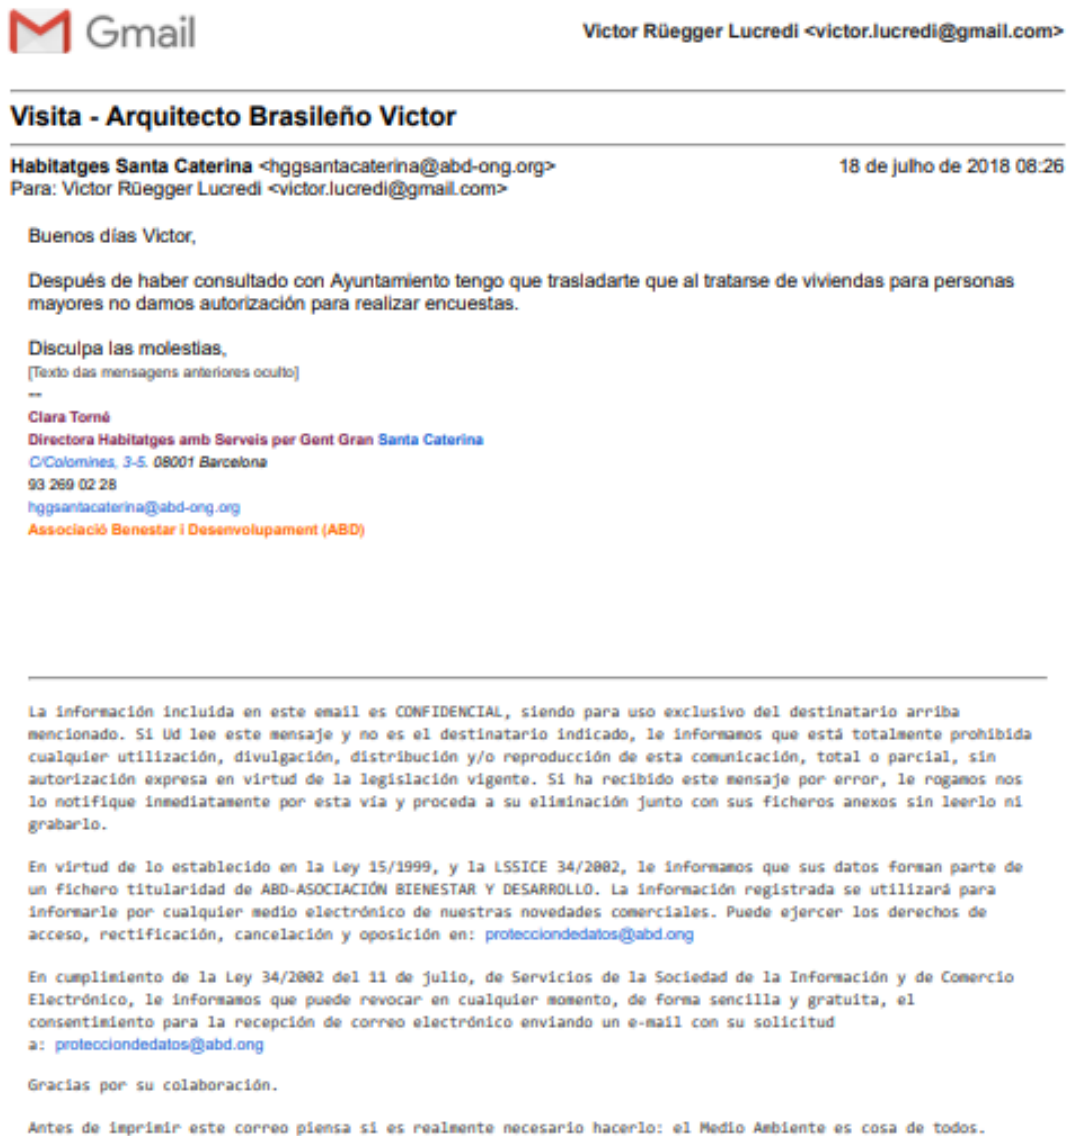 Gmail
Victor Rüegger Lucredi <victor.lucredi@gmail.com>
Visita - Arquitecto Brasileño Victor
Habitatges Santa Caterina <hggsantacaterina@abd-ong.org>
18 de julho de 2018 08:26
Para: Victor Rüegger Lucredi <victor.lucredi@gmail.com>
Buenos días Victor,
Después de haber consultado con Ayuntamiento tengo que trasladarte que al tratarse de viviendas para personas
mayores no damos autorización para realizar encuestas.
Disculpa las molestias,
[Texto das mensagens anteriores oculto]
--
Clara Torné
Directora Habitatges amb Serveis per Gent Gran Santa Caterina
C/Colomines, 3-5. 08001 Barcelona
93 269 02 28
hggsantacaterina@abd-ong.org
Associació Benestar i Desenvolupament (ABD)
La información incluida en este email es CONFIDENCIAL, siendo para uso exclusivo del destinatario arriba
mencionado. Si Ud lee este mensaje y no es el destinatario indicado, le informamos que está totalmente prohibida
cualquier utilización, divulgación, distribución y/o reproducción de esta comunicación, total o parcial, sin
autorización expresa en virtud de la legislación vigente. Si ha recibido este mensaje por error, le rogamos nos
lo notifique inmediatamente por esta vía y proceda a su eliminación junto con sus ficheros anexos sin leerlo ni
grabarlo.
En virtud de lo establecido en la Ley 15/1999, y la LSSICE 34/2002, le informamos que sus datos forman parte de
un fichero titularidad de ABD-ASOCIACIÓN BIENESTAR Y DESARROLLO. La información registrada se utilizará para
informarle por cualquier medio electrónico de nuestras novedades comerciales. Puede ejercer los derechos de
acceso, rectificación, cancelación y oposición en: protecciondedatos@abd.ong
En cumplimiento de la Ley 34/2002 del 11 de julio, de Servicios de la Sociedad de la Información y de Comercio
Electrónico, le informamos que puede revocar en cualquier momento, de forma sencilla y gratuita, el
consentimiento para la recepción de correo electrónico enviando un e-mail con su solicitud
a: protecciondedatos@abd.ong
Gracias por su colaboración.
Antes de imprimir este correo piensa si es realmente necesario hacerlo: el Medio Ambiente es cosa de todos.